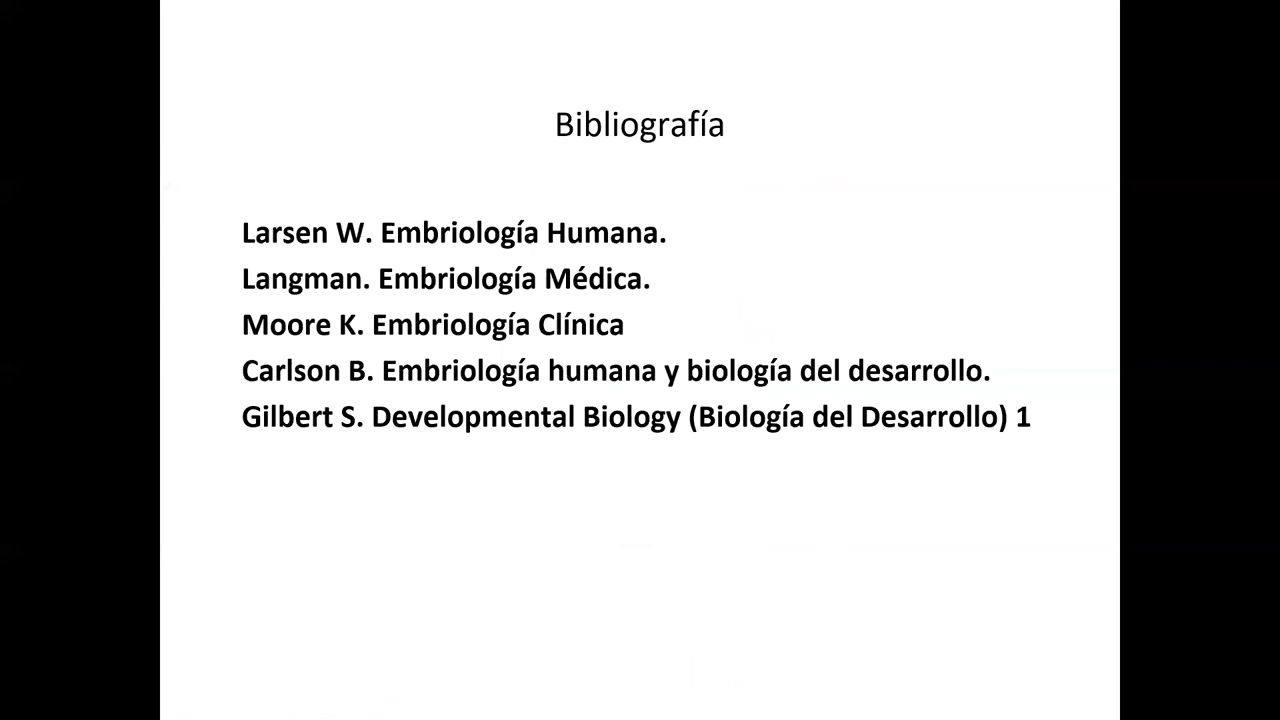 Bibliografía
Larsen W. Embriología Humana.
Langman. Embriología Médica.
Moore K. Embriología Clínica
Carlson B. Embriología humana y biología del desarrollo.
Gilbert S. Developmental Biology (Biología del Desarrollo) 1